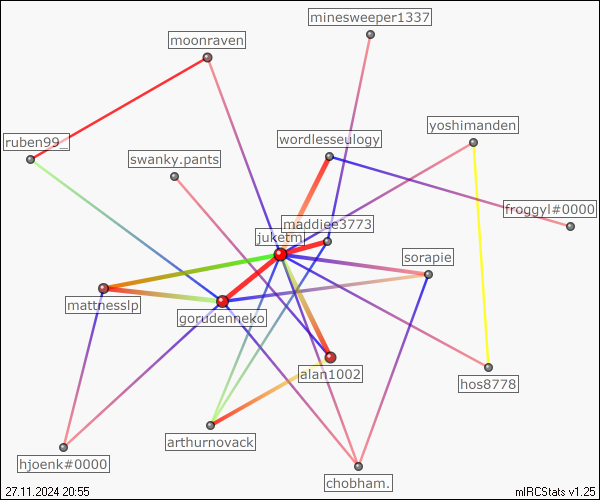 minesweeper1337
moonraven
yoshimanden
wordlesseulogy
ruben99_
swanky.pants
froggyl#0000
maddiee3773
juketml
sorapie
mattnesslp
gorudenneko
alan1002
hos8778
arthurnovack
hjoenk#0000
chobham.
27.11.2024 20:55
mIRCStats v1.25